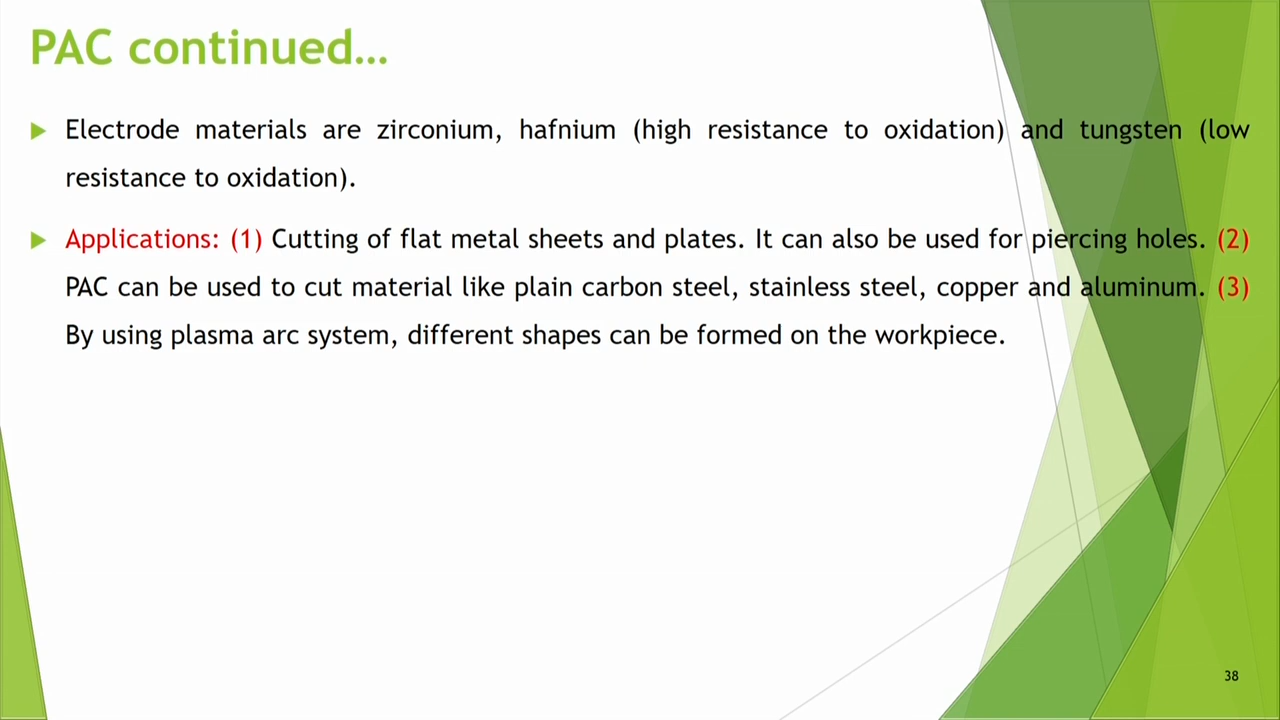 PAC continued...
Electrode materials are zirconium, hafnium (high resistance to oxidation) and tungsten (low
resistance to oxidation).
Applications: (1) Cutting of flat metal sheets and plates. It can also be used for piercing holes. (2)
PAC can be used to cut material like plain carbon steel, stainless steel, copper and aluminum. (3)
By using plasma arc system, different shapes can be formed on the workpiece.
38